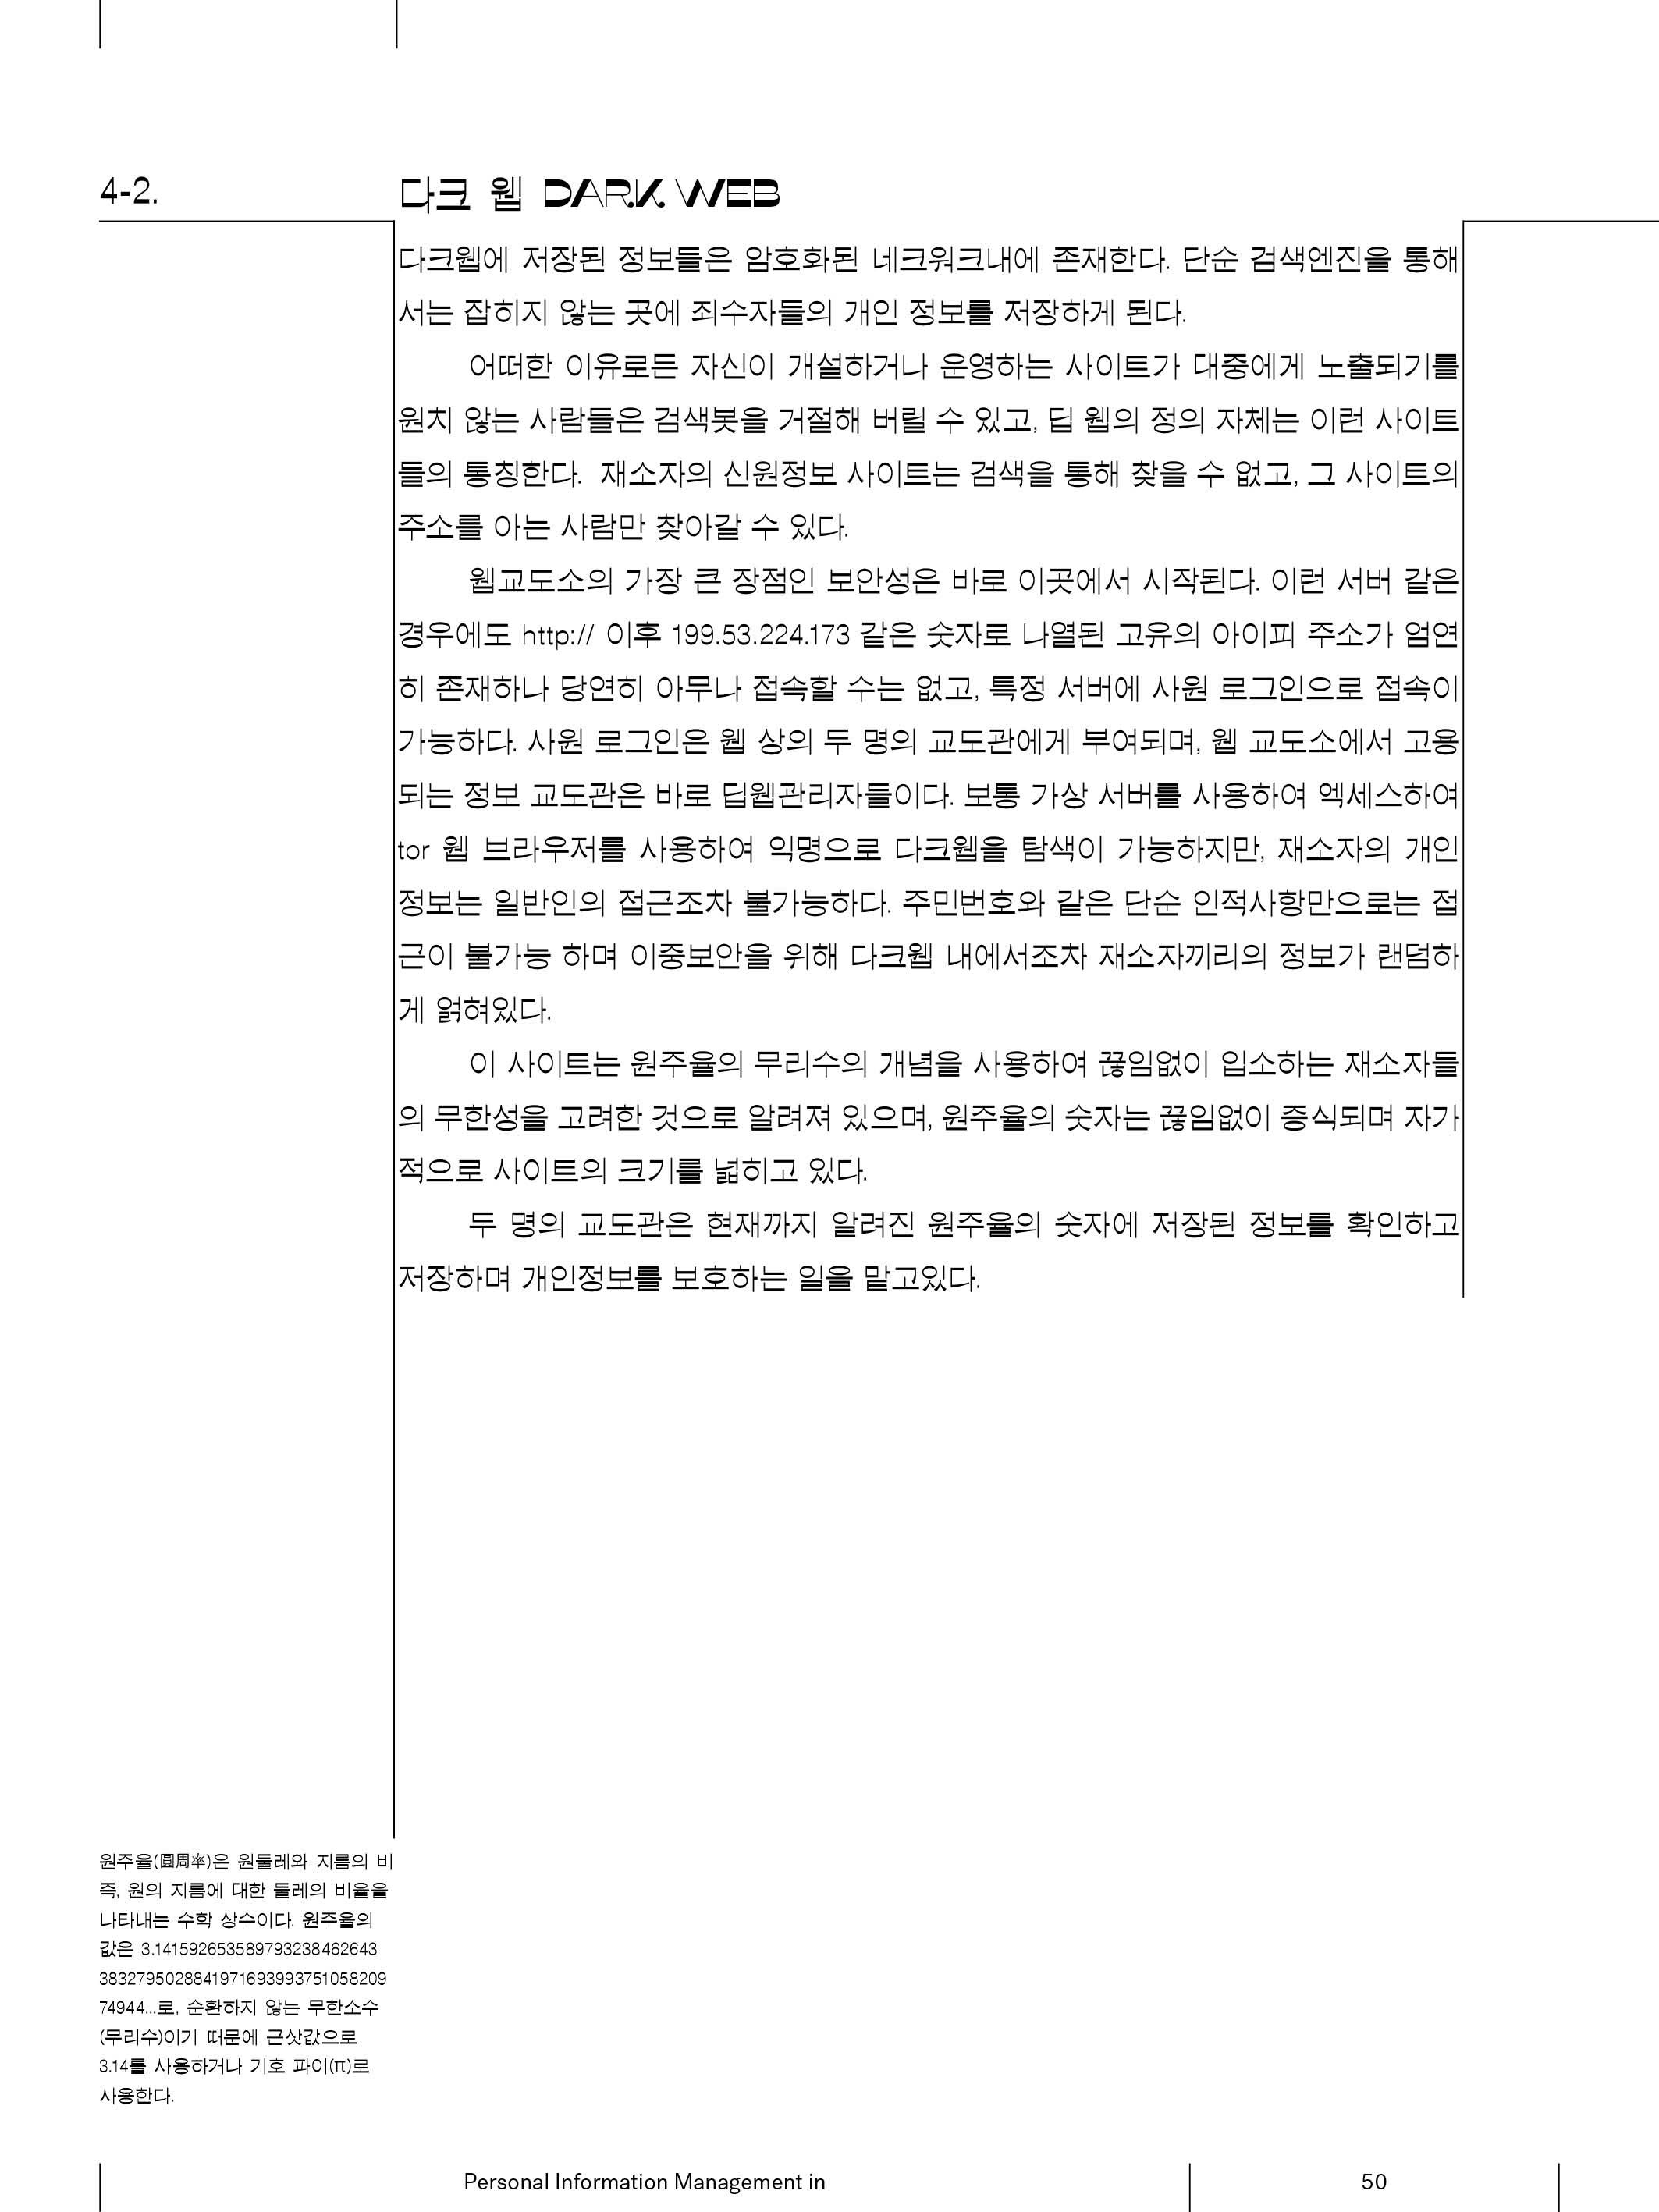 4-2.
다크 웹 DARK WEB
다크웹에 저장된 정보들은 암호화된 네크워크내에 존재한다. 단순 검색엔진을 통해
서는 잡히지 않는 곳에 죄수자들의 개인 정보를 저장하게 된다.
어떠한 이유로든 자신이 개설하거나 운영하는 사이트가 대중에게 노출되기를
원치 않는 사람들은 검색봇을 거절해 버릴 수 있고, 딥 웹의 정의 자체는 이런 사이트
들의 통칭한다. 재소자의 신원정보 사이트는 검색을 통해 찾을 수 없고, 그 사이트의
주소를 아는 사람만 찾아갈 수 있다.
웹교도소의 가장 큰 장점인 보안성은 바로 이곳에서 시작된다. 이런 서버 같은
경우에도 http:// 이후 199.53.224.173 같은 숫자로 나열된 고유의 아이피 주소가 엄연
히 존재하나 당연히 아무나 접속할 수는 없고, 특정 서버에 사원 로그인으로 접속이
가능하다. 사원 로그인은 웹 상의 두 명의 교도관에게 부여되며, 웹 교도소에서 고용
되는 정보 교도관은 바로 딥웹관리자들이다. 보통 가상 서버를 사용하여 엑세스하여
tor 웹 브라우저를 사용하여 익명으로 다크웹을 탐색이 가능하지만, 재소자의 개인
정보는 일반인의 접근조차 불가능하다. 주민번호와 같은 단순 인적사항만으로는 접
근이 불가능 하며 이중보안을 위해 다크웹 내에서조차 재소자끼리의 정보가 랜덤하
게 얽혀있다.
이 사이트는 원주율의 무리수의 개념을 사용하여 끊임없이 입소하는 재소자들
의 무한성을 고려한 것으로 알려져 있으며, 원주율의 숫자는 끊임없이 증식되며 자가
적으로 사이트의 크기를 넓히고 있다.
두 명의 교도관은 현재까지 알려진 원주율의 숫자에 저장된 정보를 확인하고
저장하며 개인정보를 보호하는 일을 맡고있다.
원주율(圓周率)은 원둘레와 지름의 비
즉, 원의 지름에 대한 둘레의 비율을
나타내는 수학 상수이다. 원주율의
값은 3.141592653589793238462643
3832795028841971693993751058209
74944...로, 순환하지 않는 무한소수
(무리수)이기 때문에 근삿값으로
3.14를 사용하거나 기호 파이(π)로
사용한다.
Personal Information Management in
50